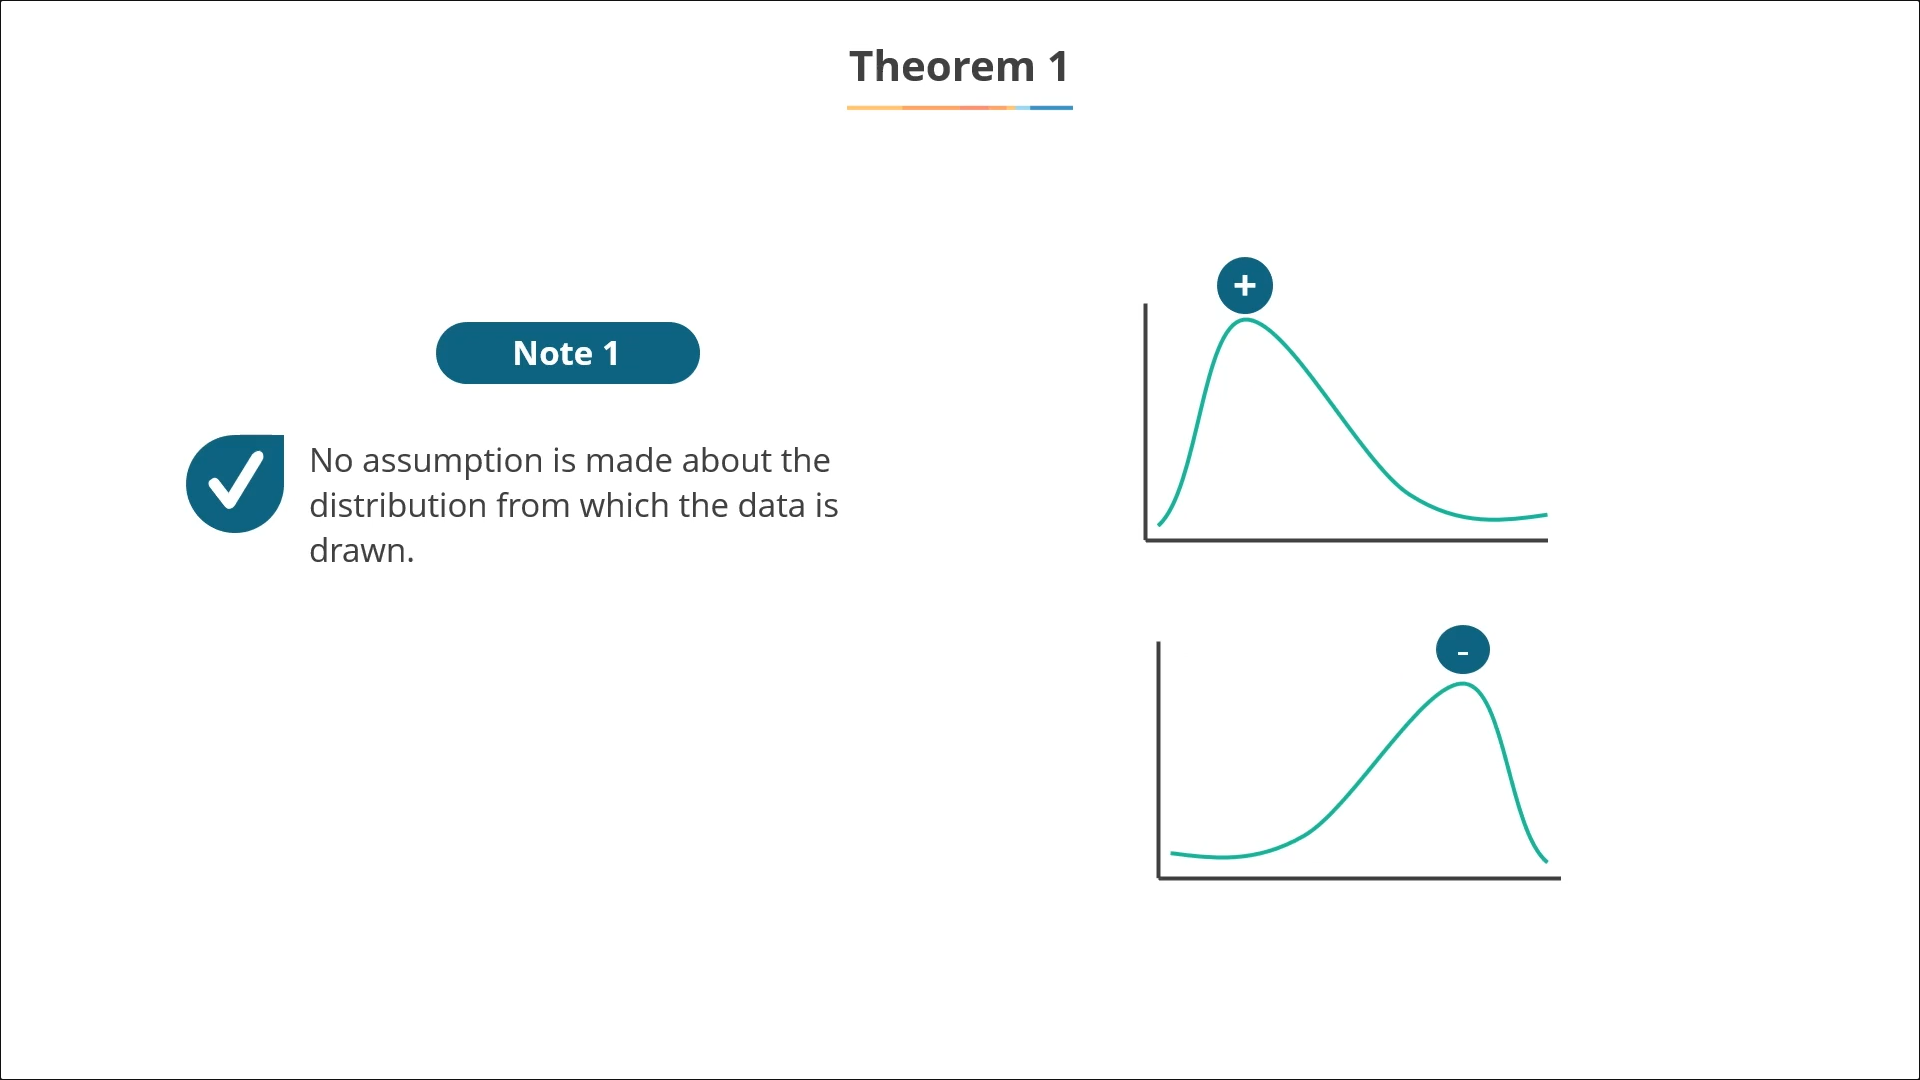 Theorem 1
Note 1
No assumption is made about the
distribution from which the data is
drawn.
+
-